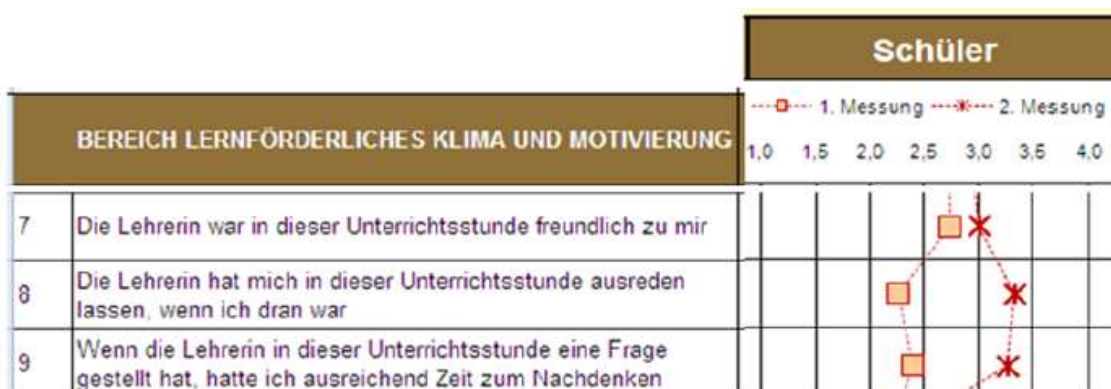 Schüler
1. Messung 2. Messung
BEREICH LERNFÖRDERLICHES KLIMA UND MOTIVIERUNG
1,0 1,5 2,0 2,5 3,0 3,5 4,0
7 Die Lehrerin war in dieser Unterrichtsstunde freundlich zu mir
8 Die Lehrerin hat mich in dieser Unterrichtsstunde ausreden
lassen, wenn ich dran war
9 Wenn die Lehrerin in dieser Unterrichtsstunde eine Frage
gestellt hat, hatte ich ausreichend Zeit zum Nachdenken